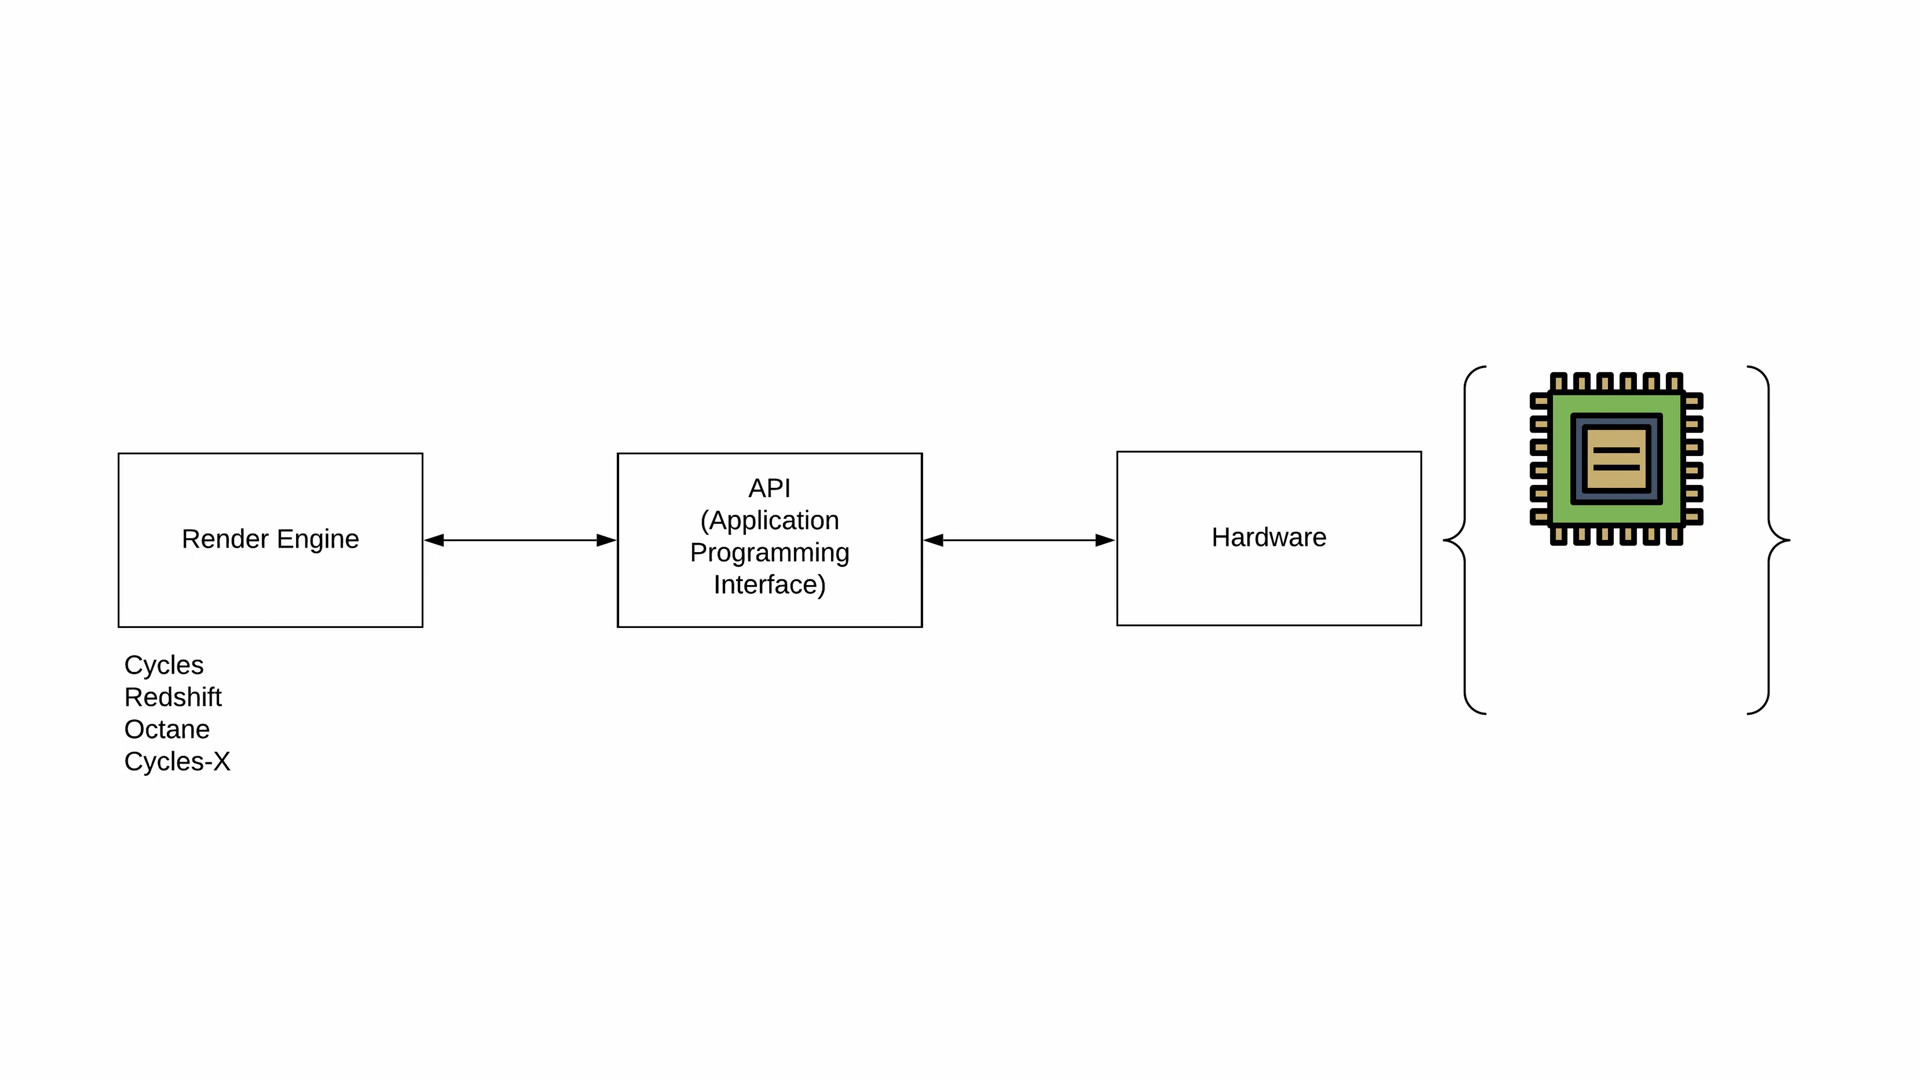 Render Engine
API
(Application
Programming
Interface)
Hardware
Cycles
Redshift
Octane
Cycles-X